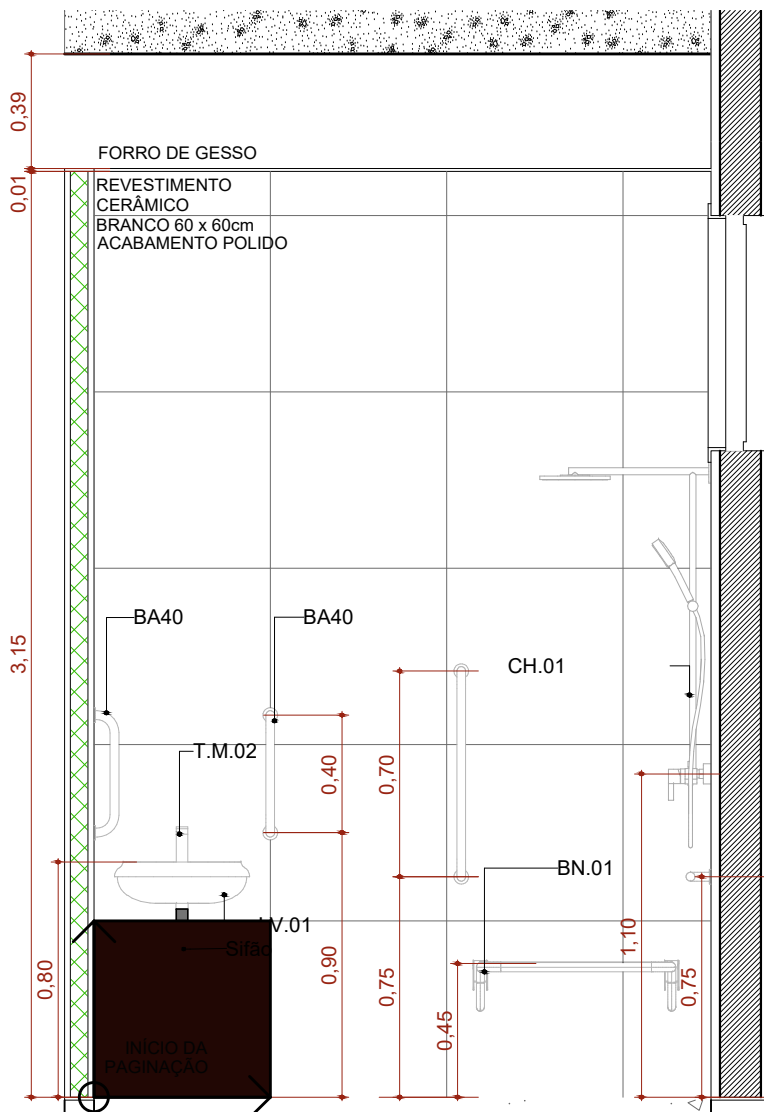 0,39
FORRO DE GESSO
0,01
REVESTIMENTO
CERÂMICO
BRANCO 60 x 60cm
ACABAMENTO POLIDO
3,15
BA40
BA40
CH.01
T.M.02
0,40
0,70
BN.01
V.01
Sifão
1,10
0,80
0,90
0,75
0,45
0,75
INÍCIO DA
PAGINAÇÃO